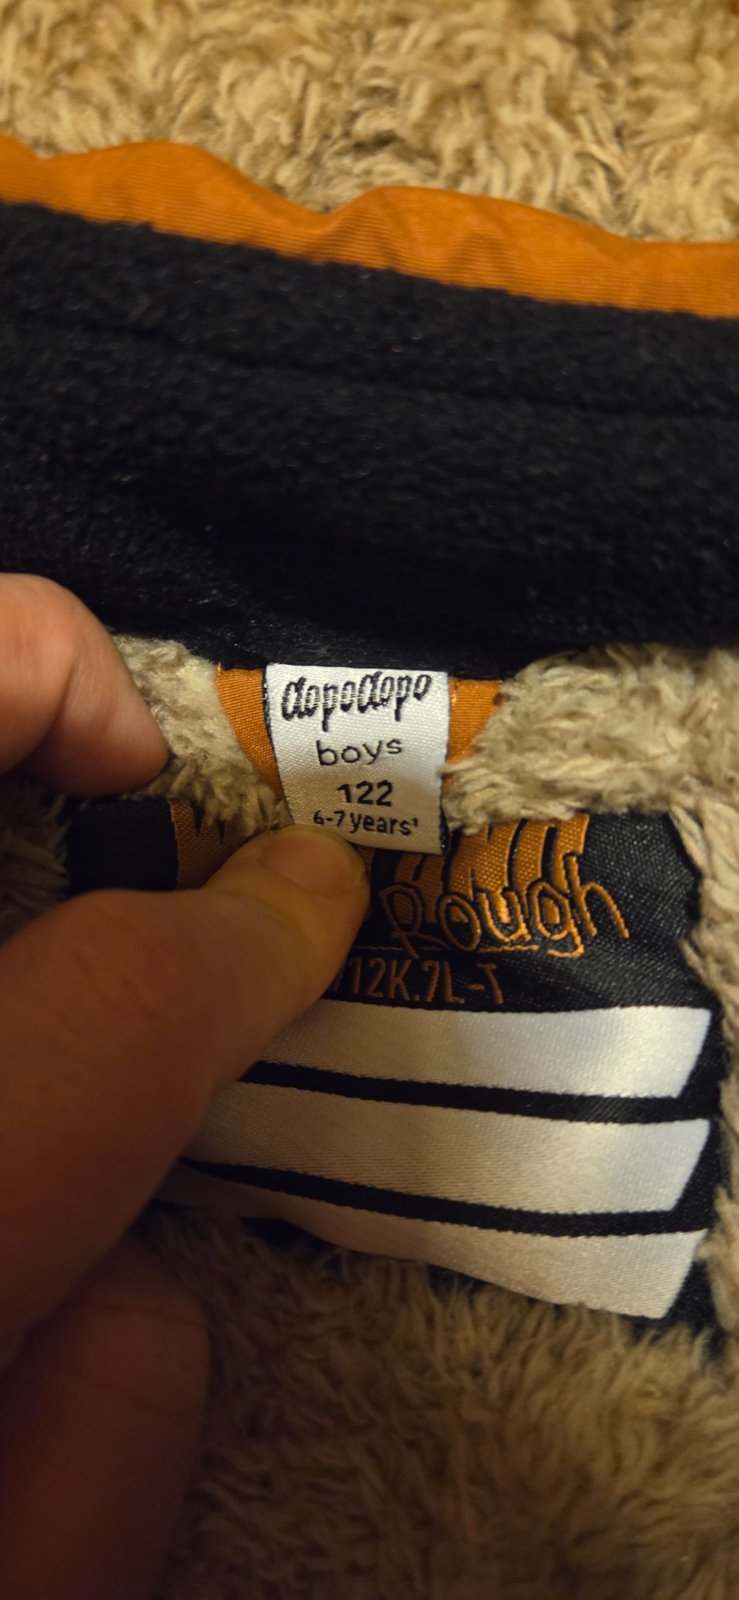 dopodopo
boys
122
6-7 years¹
Rough
12K.7L-T